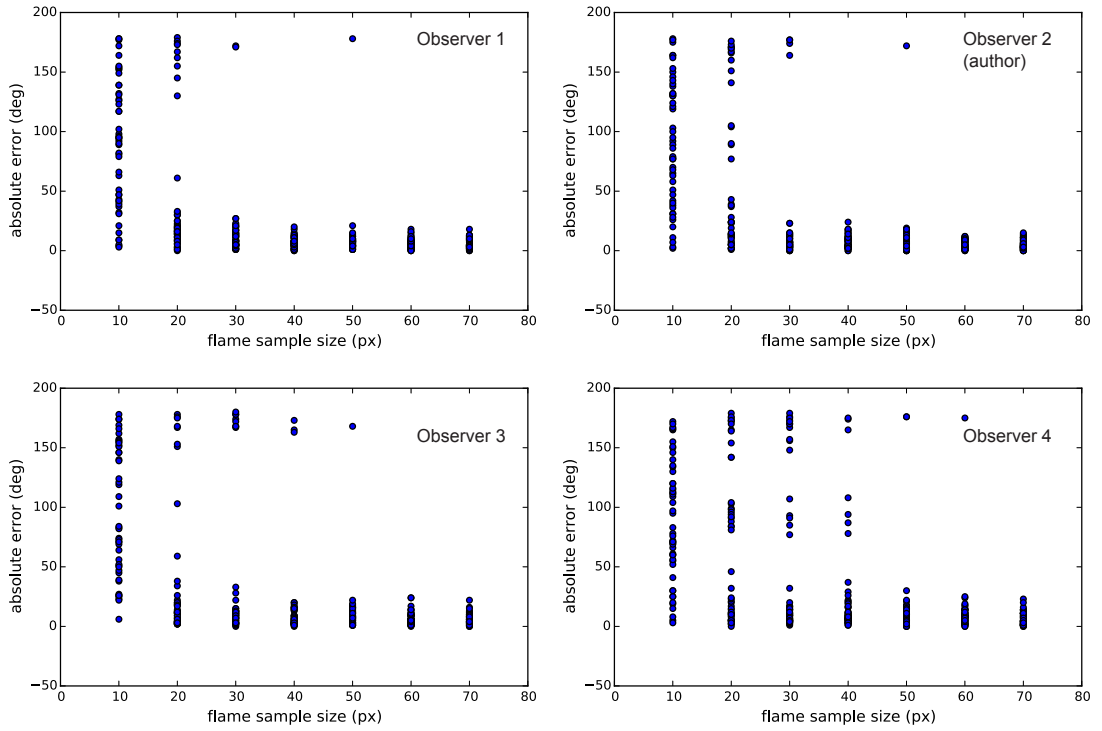 200
150
100
50
0
−50
absolute error (deg)
Observer 1
0 10 20 30 40 50 60 70 80
flame sample size (px)
200
150
100
50
0
−50
absolute error (deg)
Observer 2
(author)
0 10 20 30 40 50 60 70 80
flame sample size (px)
200
150
100
50
0
−50
absolute error (deg)
Observer 3
0 10 20 30 40 50 60 70 80
flame sample size (px)
200
150
100
50
0
−50
absolute error (deg)
Observer 4
0 10 20 30 40 50 60 70 80
flame sample size (px)